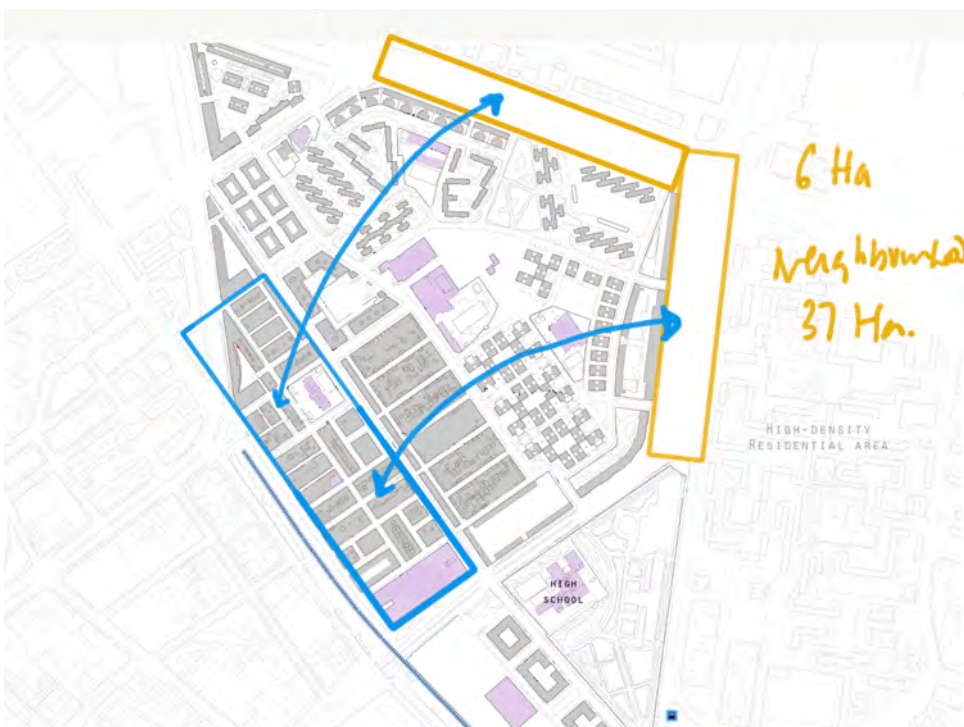 6 Ha
37 Ha.
HIGH-DENSITY
RESIDENTIAL AREA
HIGH
SCHOOL